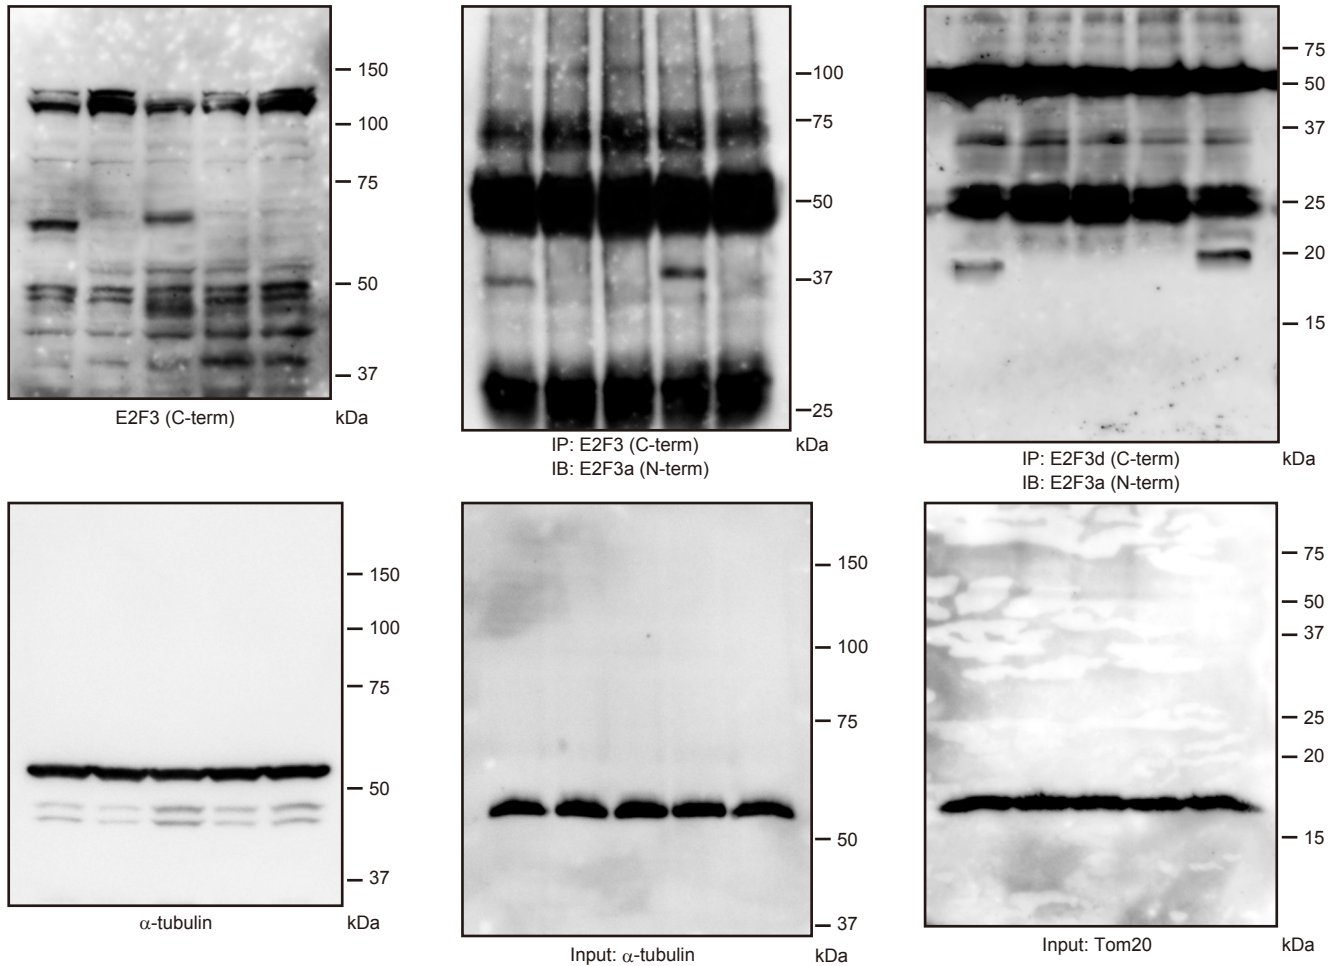 150
100
75
50
37
E2F3 (C-term)
kDa
100
75
50
37
25
IP: E2F3 (C-term)
IB: E2F3a (N-term)
kDa
75
50
37
25
20
15
IP: E2F3d (C-term)
IB: E2F3a (N-term)
kDa
150
100
75
50
37
α-tubulin
kDa
150
100
75
50
37
Input: α-tubulin
kDa
75
50
37
25
20
15
Input: Tom20
kDa